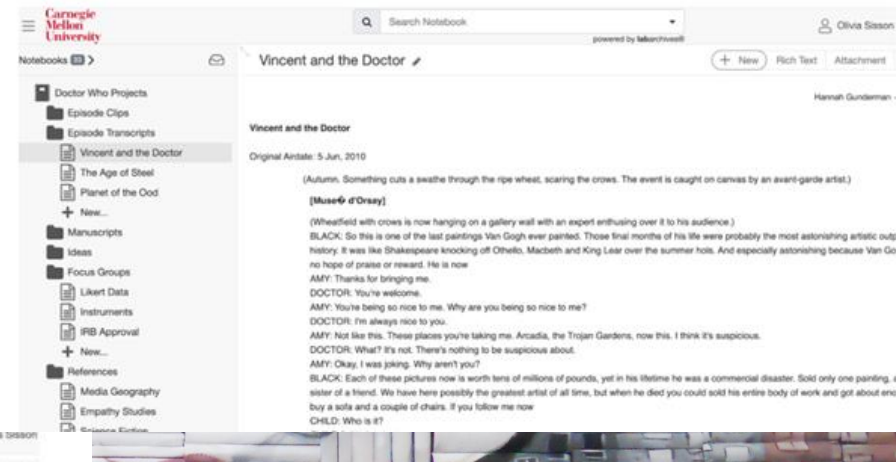 Carnegie
Mellon
University
Search Notebook
powered by labarchives®
Olivia Sisson
Notebooks
Vincent and the Doctor
+ New
Rich Text
Attachment
Hannah Gunderman
Doctor Who Projects
Episode Clips
Episode Transcripts
Vincent and the Doctor
The Age of Steel
Planet of the Ood
+ New...
Manuscripts
Ideas
Focus Groups
Likert Data
Instruments
IRB Approval
+ New...
References
Media Geography
Empathy Studies
Science Fiction
Vincent and the Doctor
Original Airdate: 5 Jun, 2010
(Autumn. Something cuts a swathe through the ripe wheat, scaring the crows. The event is caught on canvas by an avant-garde artist.)
[Muse� d'Orsay]
(Wheatfield with crows is now hanging on a gallery wall with an expert enthusing over it to his audience.)
BLACK: So this is one of the last paintings Van Gogh ever painted. Those final months of his life were probably the most astonishing artistic outp
history. It was like Shakespeare knocking off Othello, Macbeth and King Lear over the summer hols. And especially astonishing because Van Go
no hope of praise or reward. He is now
AMY: Thanks for bringing me.
DOCTOR: You're welcome.
AMY: You're being so nice to me. Why are you being so nice to me?
DOCTOR: I'm always nice to you.
AMY: Not like this. These places you're taking me. Arcadia, the Trojan Gardens, now this. I think it's suspicious.
DOCTOR: What? It's not. There's nothing to be suspicious about.
AMY: Okay, I was joking. Why aren't you?
BLACK: Each of these pictures now is worth tens of millions of pounds, yet in his lifetime he was a commercial disaster. Sold only one painting, a
sister of a friend. We have here possibly the greatest artist of all time, but when he died you could sold his entire body of work and got about eno
buy a sofa and a couple of chairs. If you follow me now
CHILD: Who is it?